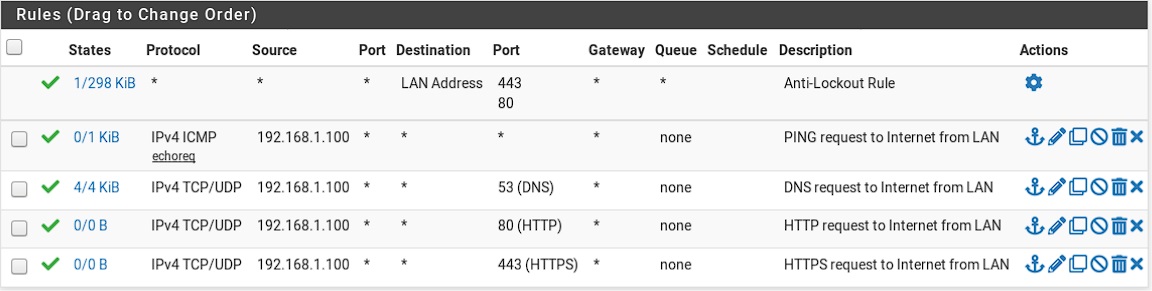 Rules (Drag to Change Order)
States Protocol Source Port Destination Port Gateway Queue Schedule Description Actions
1/298 KiB * * * LAN Address 443 * * Anti-Lockout Rule
80
0/1 KiB IPv4 ICMP 192.168.1.100 * * * * none PING request to Internet from LAN
echoreq
4/4 KiB IPv4 TCP/UDP 192.168.1.100 * * 53 (DNS) * none DNS request to Internet from LAN
0/0 B IPv4 TCP/UDP 192.168.1.100 * * 80 (HTTP) * none HTTP request to Internet from LAN
0/0 B IPv4 TCP/UDP 192.168.1.100 * * 443 (HTTPS) * none HTTPS request to Internet from LAN